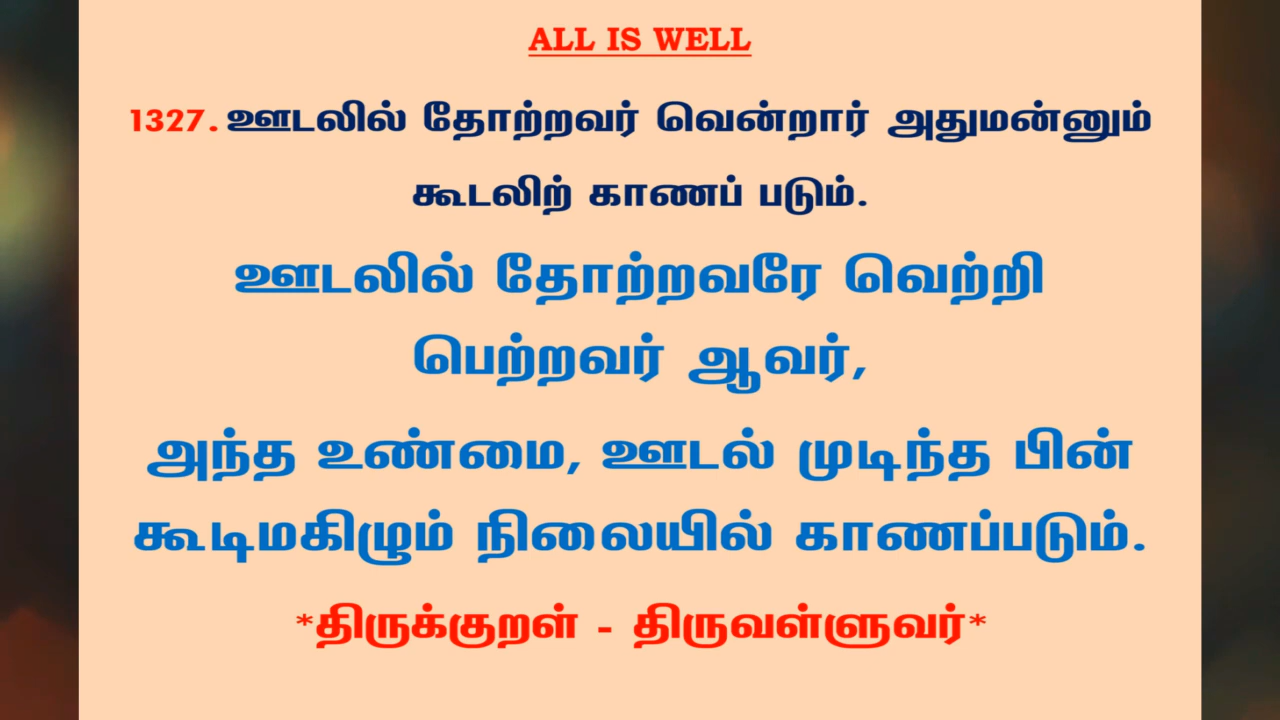 ALL IS WELL
1327. ஊடலில் தோற்றவர் வென்றார் அதுமன்னும்
கூடலிற் காணப் படும்.
ஊடலில் தோற்றவரே வெற்றி
பெற்றவர் ஆவர்,
அந்த உண்மை, ஊடல் முடிந்த பின்
கூடிமகிழும் நிலையில் காணப்படும்.
*திருக்குறள் - திருவள்ளுவர்*